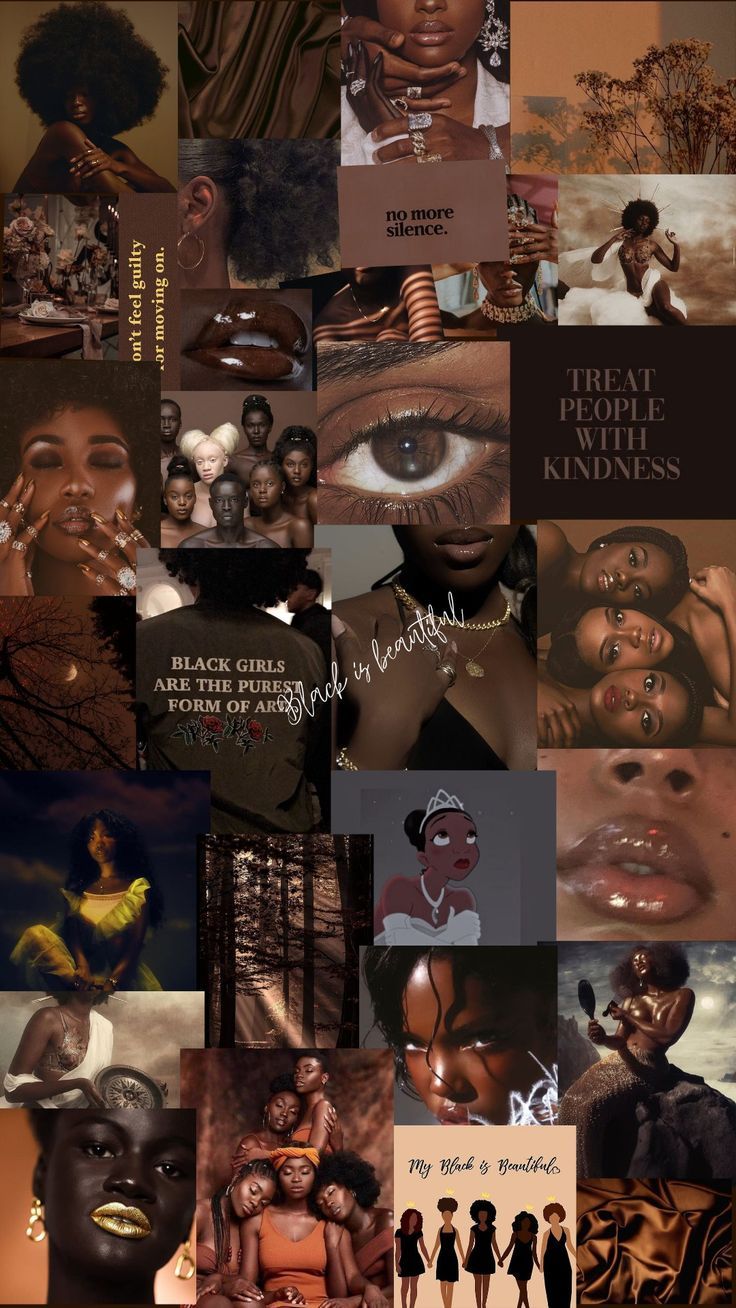 no more
silence.
on't feel guilty
for moving on.
TREAT
PEOPLE
WITH
KINDNESS
BLACK GIRLS
ARE THE PUREST
FORM OF AR
Black is beautiful
My Black is Beautiful